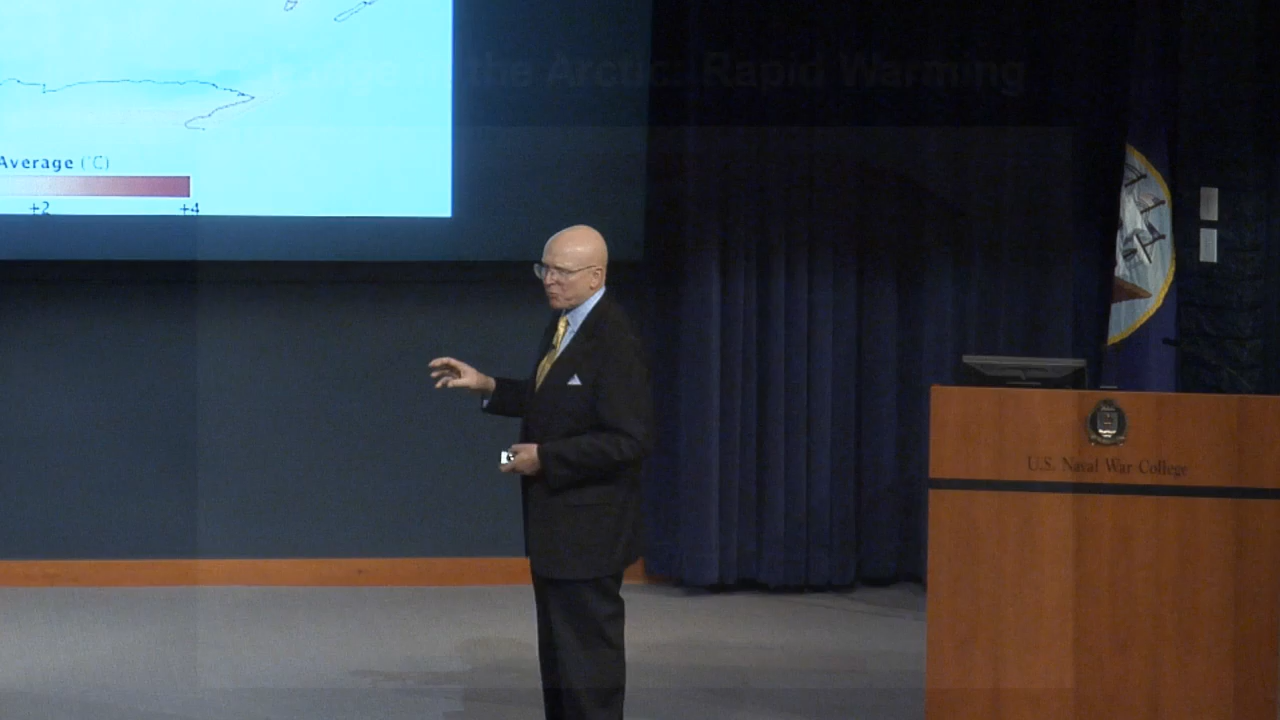 the Arctic: Rapid Warming
Average (°C)
+2 +4
U.S. Naval War College